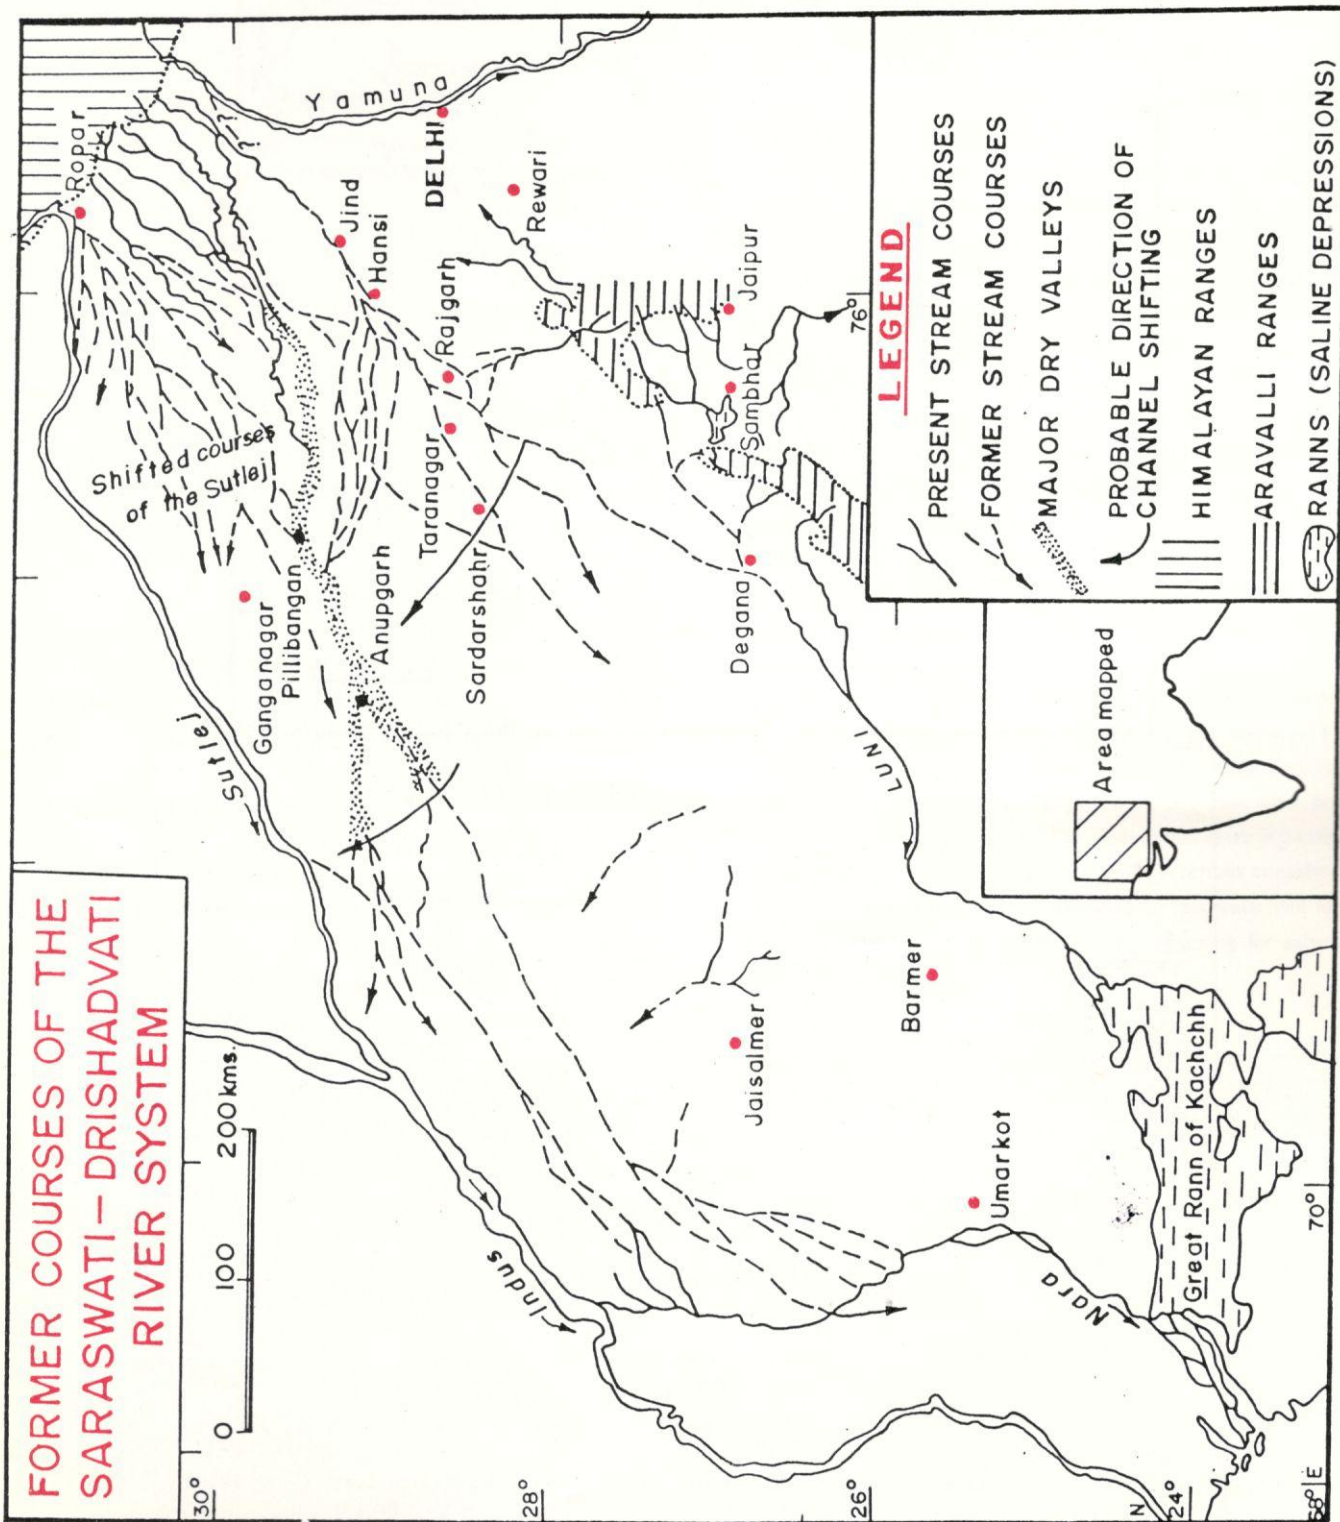 FORMER COURSES OF THE
SARASWATI-DRISHADVATI
RIVER SYSTEM
0 100 200 kms.
30°
28°
26°
24°
N
68° E
70°
76°
Ropar
Yamuna
DELHI
Jind
Hansi
Rewari
Rajgarh
Jaipur
Sambhar
Shifted courses
of the Sutlej
Taranagar
Sardarshahr
Ganganagar
Pillibangan
Anupgarh
Degana
Sutlej
LUNI
Jaisalmer
Barmer
Umarkot
Indus
Nara
Great Rann of Kachchh
Area mapped
LEGEND
PRESENT STREAM COURSES
FORMER STREAM COURSES
MAJOR DRY VALLEYS
PROBABLE DIRECTION OF
CHANNEL SHIFTING
HIMALAYAN RANGES
ARAVALLI RANGES
RANNS (SALINE DEPRESSIONS)
?